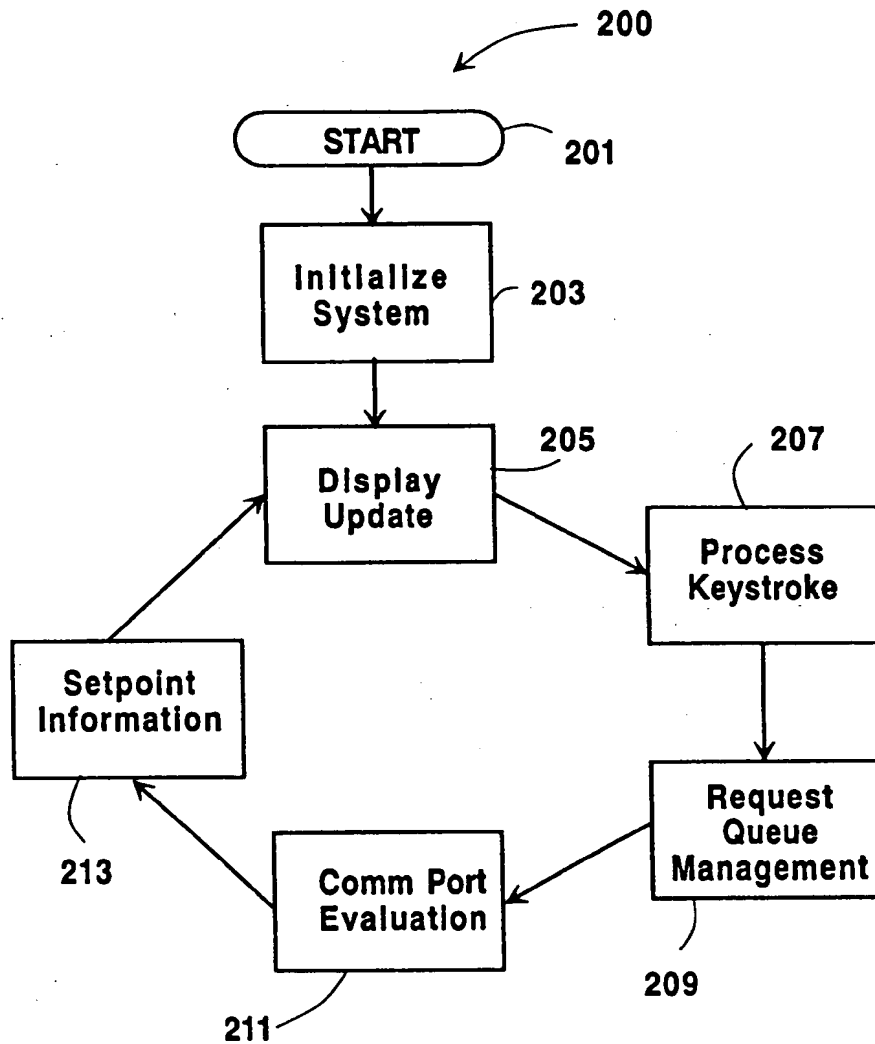 200
START
201
Initialize
System
203
Display
Update
205
207
Process
Keystroke
Setpoint
Information
213
Request
Queue
Management
209
Comm Port
Evaluation
211